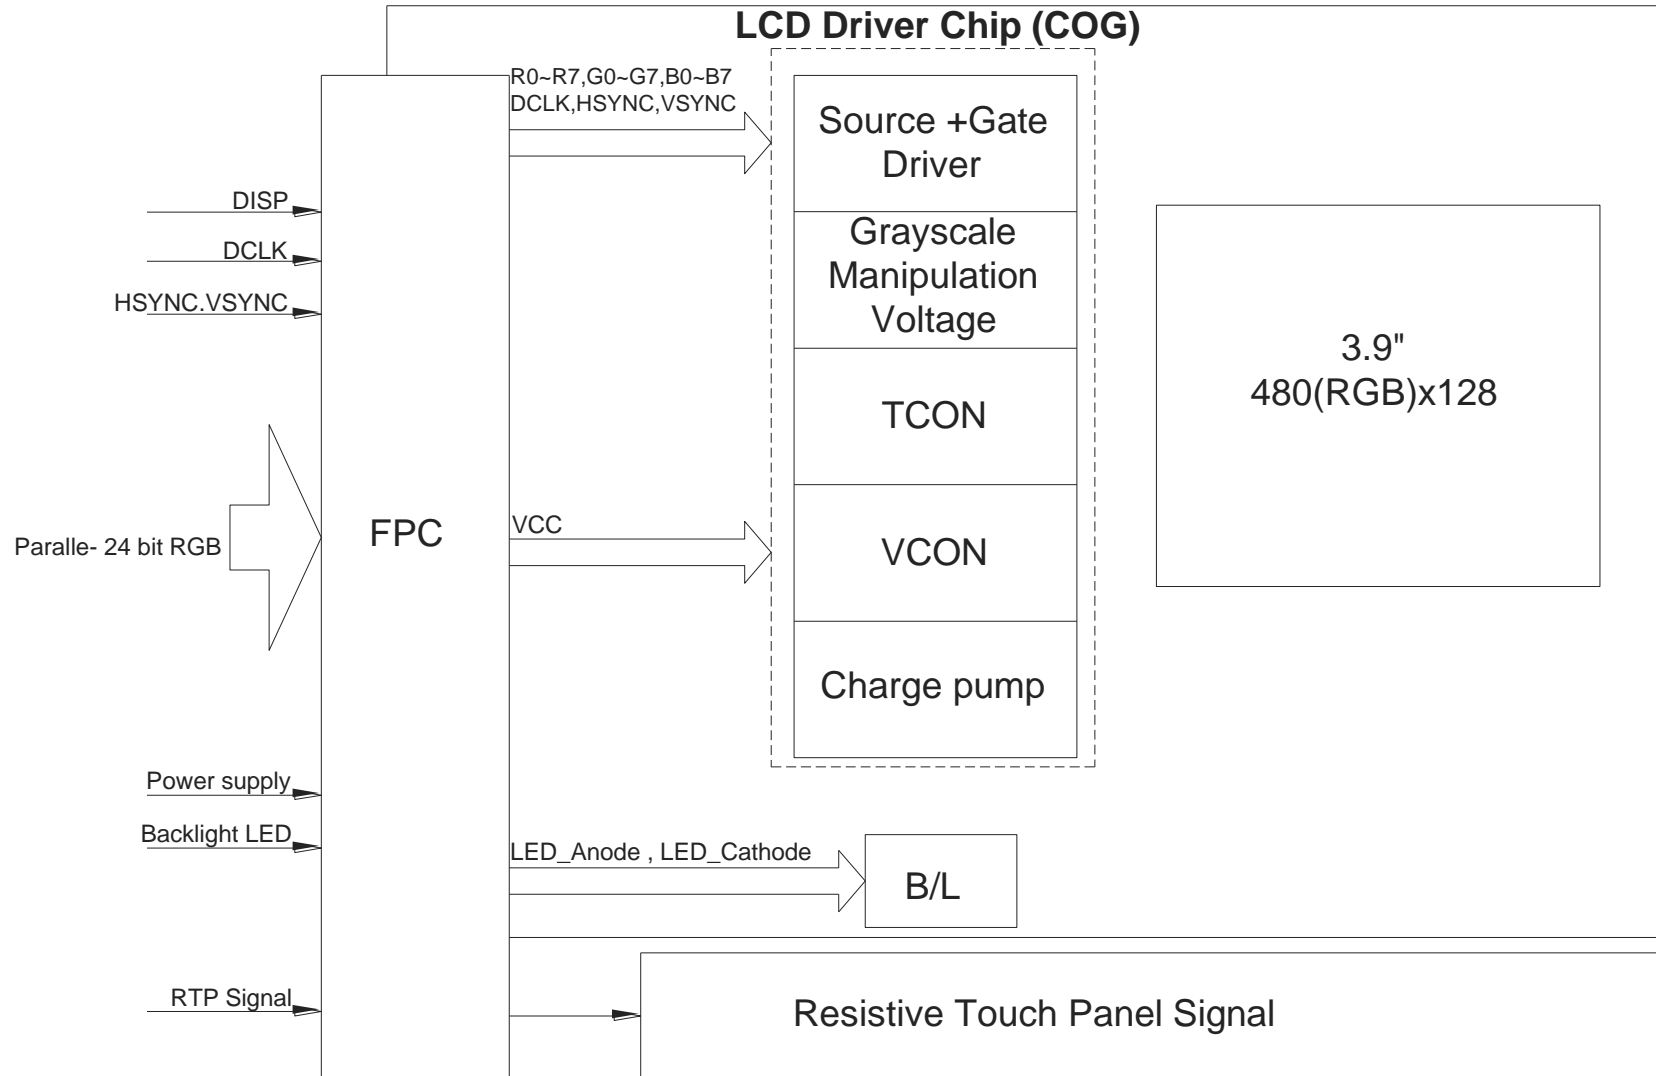 LCD Driver Chip (COG)
R0~R7,G0~G7,B0~B7
DCLK,HSYNC,VSYNC
Source +Gate
Driver
DISP
DCLK
HSYNC.VSYNC
Grayscale
Manipulation
Voltage
3.9"
480(RGB)x128
TCON
Paralle- 24 bit RGB
FPC
VCC
VCON
Charge pump
Power supply
Backlight LED
LED_Anode , LED_Cathode
B/L
RTP Signal
Resistive Touch Panel Signal